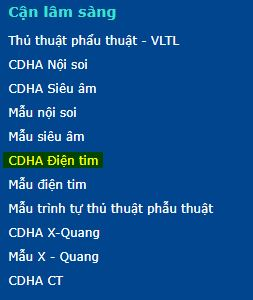 Cận lâm sàng
Thủ thuật phẩu thuật - VLTL
CDHA Nội soi
CDHA Siêu âm
Mẫu nội soi
Mẫu siêu âm
CDHA Điện tim
Mẫu điện tim
Mẫu trình tự thủ thuật phẫu thuật
CDHA X-Quang
Mẫu X - Quang
CDHA CT